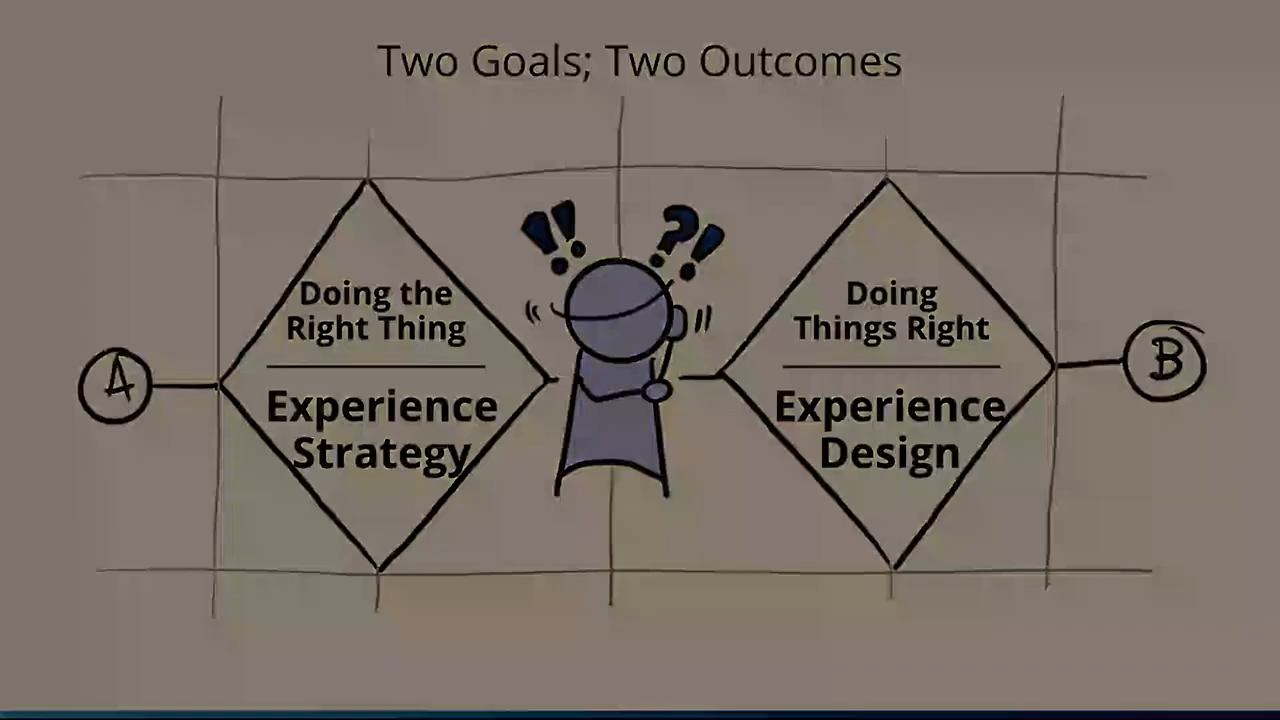 Two Goals; Two Outcomes
!! ?!
Doing the
Right Thing
Experience
Strategy
Doing
Things Right
Experience
Design
A
B